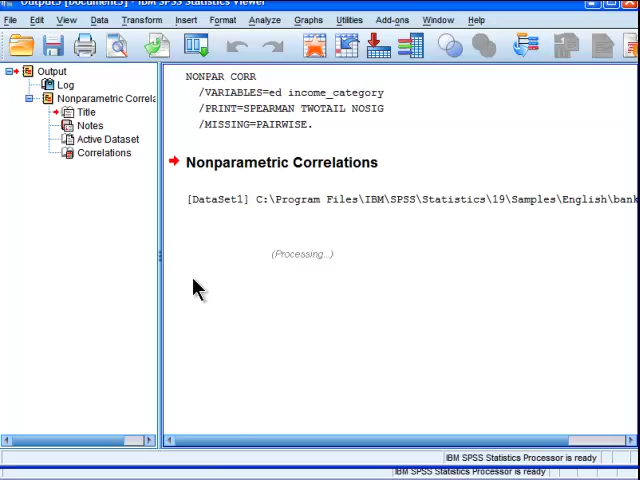 Output3 [Document3] - IBM SPSS Statistics Viewer
File Edit View Data Transform Insert Format Analyze Graphs Utilities Add-ons Window Help
Output
Log
Nonparametric Correla
Title
Notes
Active Dataset
Correlations
NONPAR CORR
/VARIABLES=ed income_category
/PRINT=SPEARMAN TWOTAIL NOSIG
/MISSING=PAIRWISE.
Nonparametric Correlations
[DataSet1] C:\Program Files\IBM\SPSS\Statistics\19\Samples\English\bank
(Processing...)
IBM SPSS Statistics Processor is ready
IBM SPSS Statistics Processor is ready